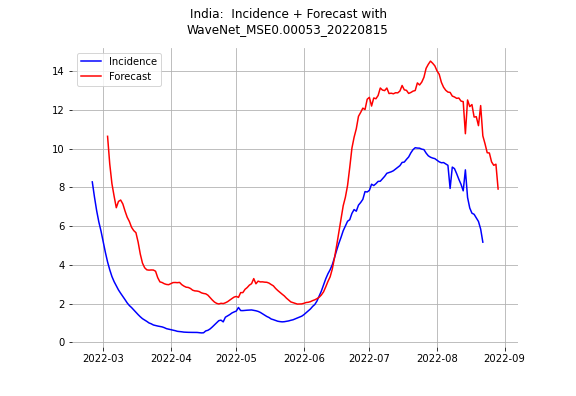 India:  Incidence + Forecast with
WaveNet_MSE0.00053_20220815
Incidence
Forecast
14
12
10
8
6
4
2
0
2022-03 2022-04 2022-05 2022-06 2022-07 2022-08 2022-09